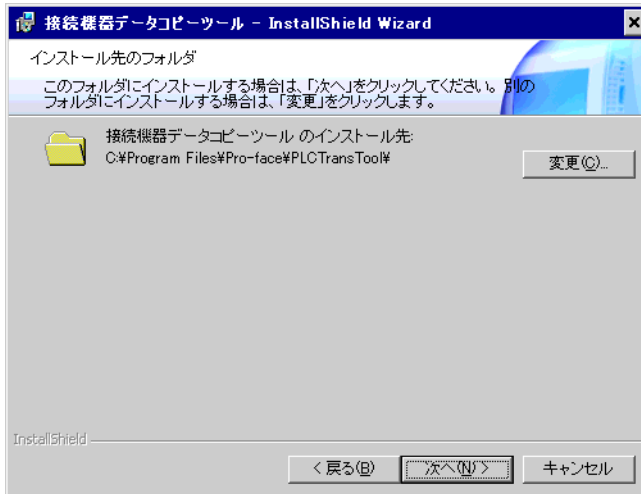 接続機器データコピーツール - InstallShield Wizard
インストール先のフォルダ
このフォルダにインストールする場合は、「次へ」をクリックしてください。別の
フォルダにインストールする場合は、「変更」をクリックします。
接続機器データコピーツール のインストール先:
C:¥Program Files¥Pro-face¥PLCTransTool¥
変更(C)...
InstallShield
< 戻る(B)
次へ(N) >
キャンセル